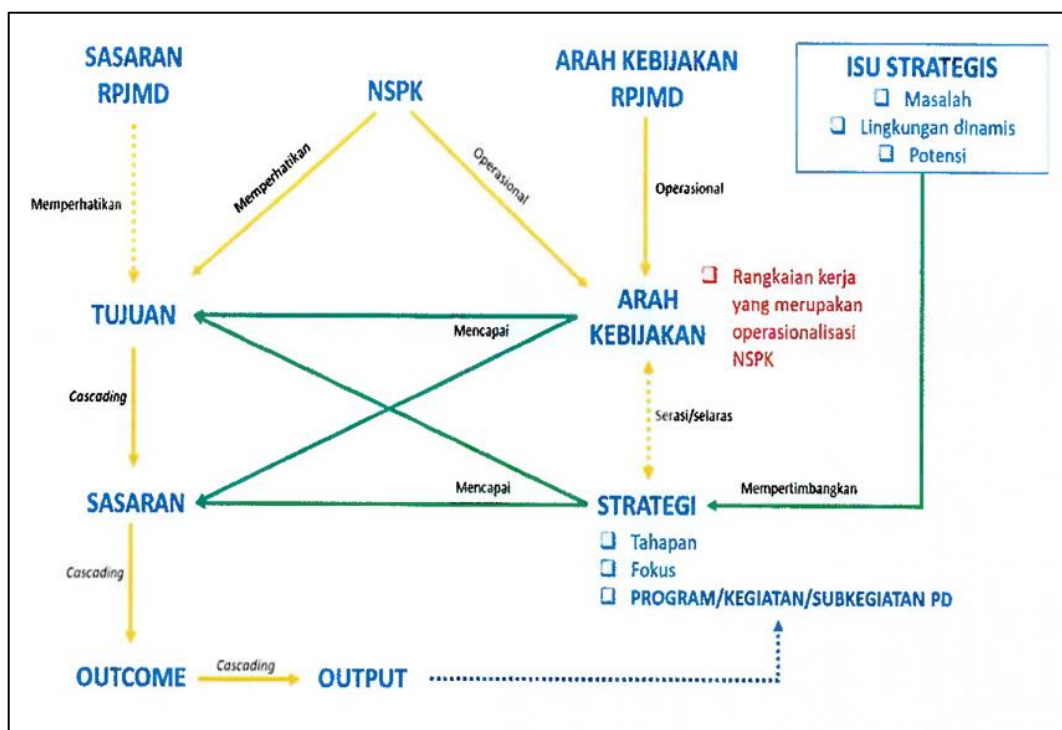 SASARAN
RPJMD
NSPK
ARAH KEBIJAKAN
RPJMD
ISU STRATEGIS
Masalah
Lingkungan dinamis
Potensi
Memperhatikan
Memperhatikan
Operasional
Operasional
TUJUAN
Mencapai
ARAH
KEBIJAKAN
Rangkaian kerja
yang merupakan
operasionalisasi
NSPK
Cascading
Serasi/selaras
SASARAN
Mencapai
STRATEGI
Mempertimbangkan
Tahapan
Fokus
PROGRAM/KEGIATAN/SUBKEGIATAN PD
Cascading
OUTCOME
Cascading
OUTPUT